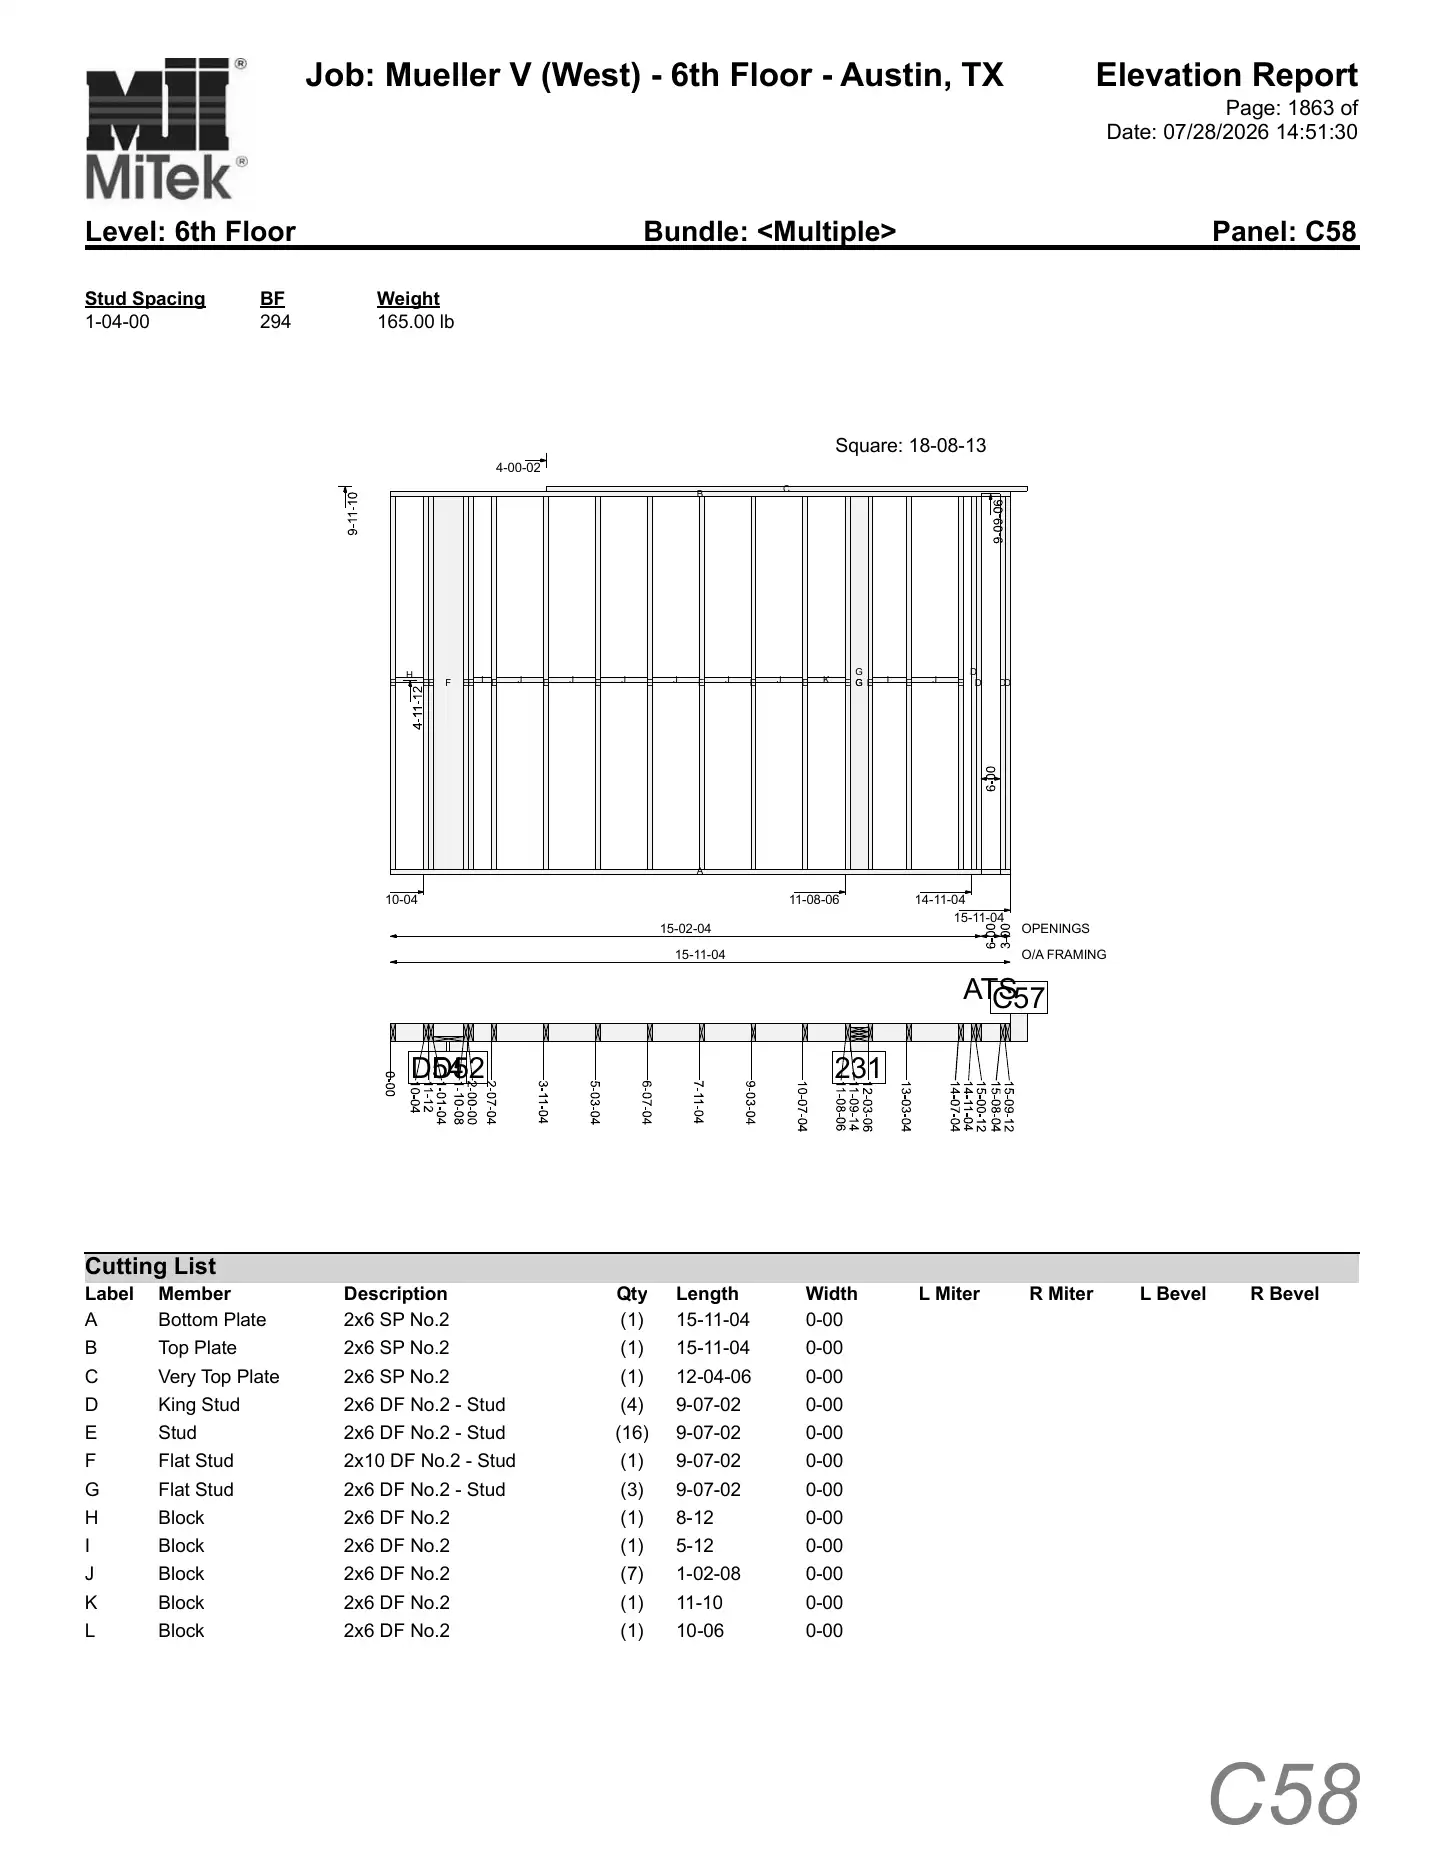 Job: Mueller V (West) - 6th Floor - Austin, TX
Elevation Report
Page: 1863 of
Date: 07/28/2026 14:51:30
MiTek®
Level: 6th Floor Bundle: <Multiple> Panel: C58
Stud Spacing BF Weight
1-04-00 294 165.00 lb
Square: 18-08-13
4-00-02
C
B
9-11-10
9-09-06
H
4-11-12
F
I J J J J J J K
G
G
I J
D
D
D
6-00
A
10-04 11-08-06 14-11-04
15-11-04
15-02-04 6-00 3-00 OPENINGS
15-11-04 O/A FRAMING
ATS
C57
D54 D52 231
0-00 10-04 11-12 1-01-04 1-10-08 2-00-00 2-07-04 3-11-04 5-03-04 6-07-04 7-11-04 9-03-04 10-07-04 11-08-06 11-09-14 12-03-06 13-03-04 14-07-04 14-11-04 15-00-12 15-08-04 15-09-12
Cutting List
Label Member Description Qty Length Width L Miter R Miter L Bevel R Bevel
A Bottom Plate 2x6 SP No.2 (1) 15-11-04 0-00
B Top Plate 2x6 SP No.2 (1) 15-11-04 0-00
C Very Top Plate 2x6 SP No.2 (1) 12-04-06 0-00
D King Stud 2x6 DF No.2 - Stud (4) 9-07-02 0-00
E Stud 2x6 DF No.2 - Stud (16) 9-07-02 0-00
F Flat Stud 2x10 DF No.2 - Stud (1) 9-07-02 0-00
G Flat Stud 2x6 DF No.2 - Stud (3) 9-07-02 0-00
H Block 2x6 DF No.2 (1) 8-12 0-00
I Block 2x6 DF No.2 (1) 5-12 0-00
J Block 2x6 DF No.2 (7) 1-02-08 0-00
K Block 2x6 DF No.2 (1) 11-10 0-00
L Block 2x6 DF No.2 (1) 10-06 0-00
C58